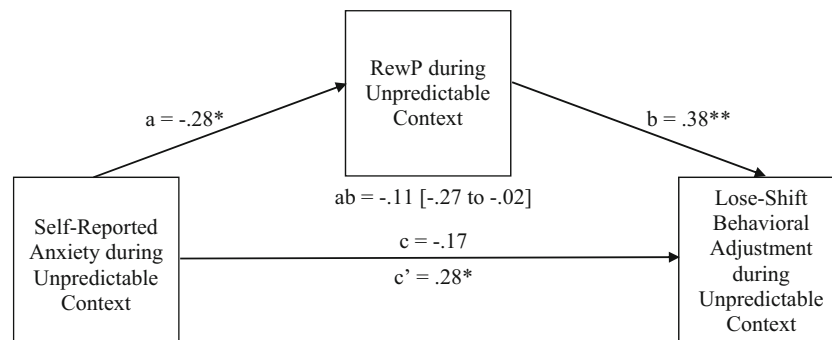 RewP during
Unpredictable
Context
a = -.28*
b = .38**
ab = -.11 [-.27 to -.02]
Self-Reported
Anxiety during
Unpredictable
Context
c = -.17
c’ = .28*
Lose-Shift
Behavioral
Adjustment
during
Unpredictable
Context